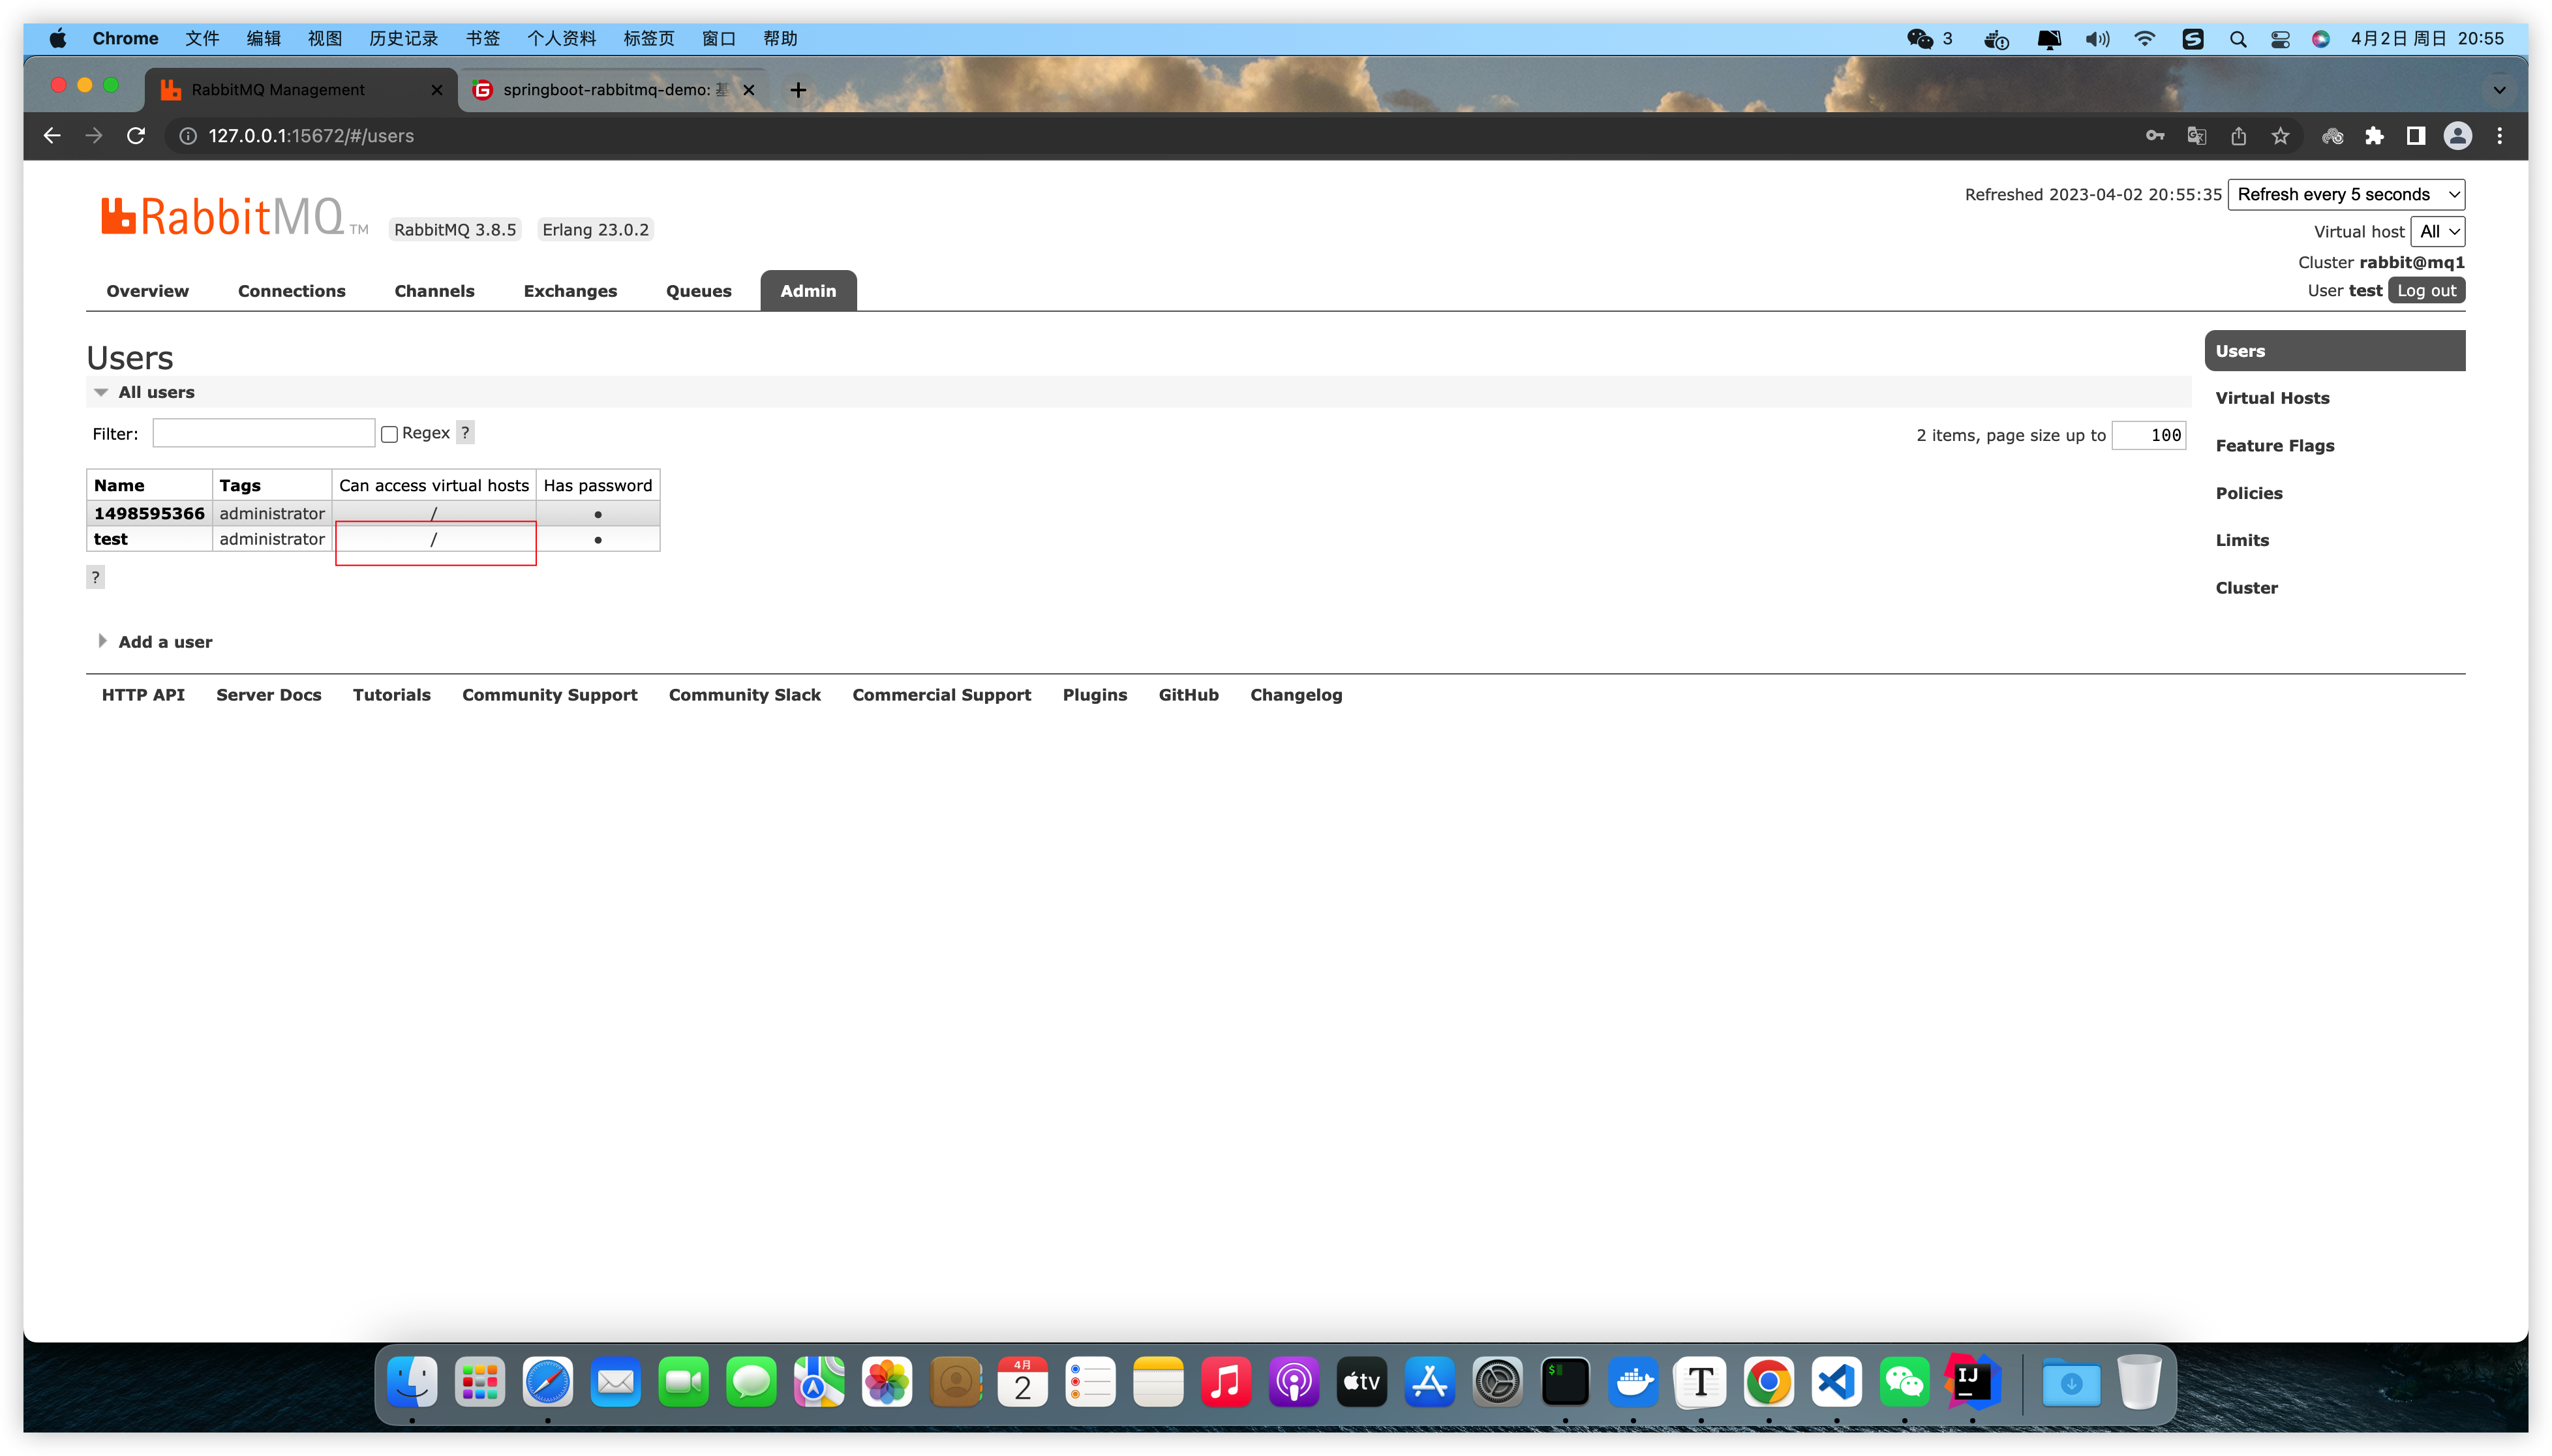 Chrome 文件 编辑 视图 历史记录 书签 个人资料 标签页 窗口 帮助 3 4月2日 周日 20:55
RabbitMQ Management springboot-rabbitmq-demo: 基
127.0.0.1:15672/#/users
Refreshed 2023-04-02 20:55:35 Refresh every 5 seconds
RabbitMQ TM RabbitMQ 3.8.5 Erlang 23.0.2
Virtual host All
Cluster rabbit@mq1
User test Log out
Overview Connections Channels Exchanges Queues Admin
Users
All users
Filter: Regex ?
2 items, page size up to 100
Name Tags Can access virtual hosts Has password
1498595366 administrator / ●
test administrator / ●
?
Add a user
Users
Virtual Hosts
Feature Flags
Policies
Limits
Cluster
HTTP API Server Docs Tutorials Community Support Community Slack Commercial Support Plugins GitHub Changelog
4月
2
tv
$
T
IJ